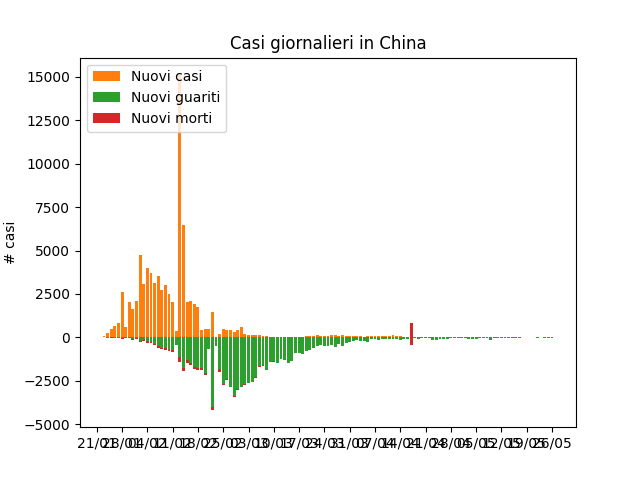 Casi giornalieri in China
15000
12500
10000
7500
5000
2500
0
−2500
−5000
# casi
Nuovi casi
Nuovi guariti
Nuovi morti
21/01 28/01 04/02 11/02 18/02 25/02 03/03 10/03 17/03 24/03 31/03 07/04 14/04 21/04 28/04 05/05 12/05 19/05 26/05